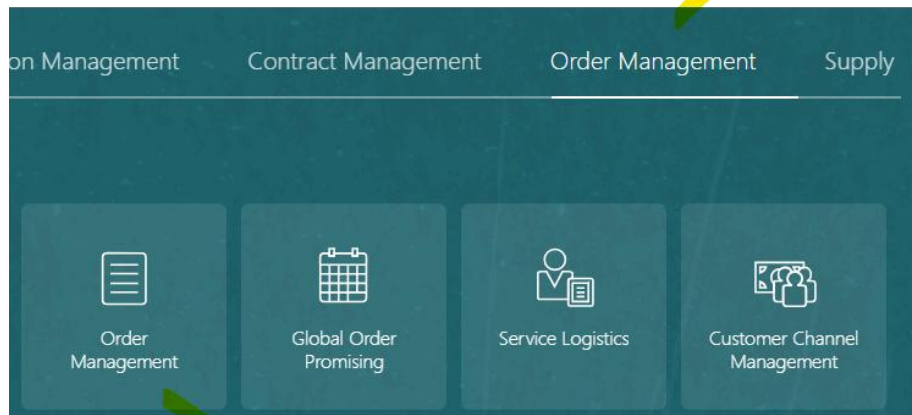 on Management Contract Management Order Management Supply
Order
Management
Global Order
Promising
Service Logistics
Customer Channel
Management